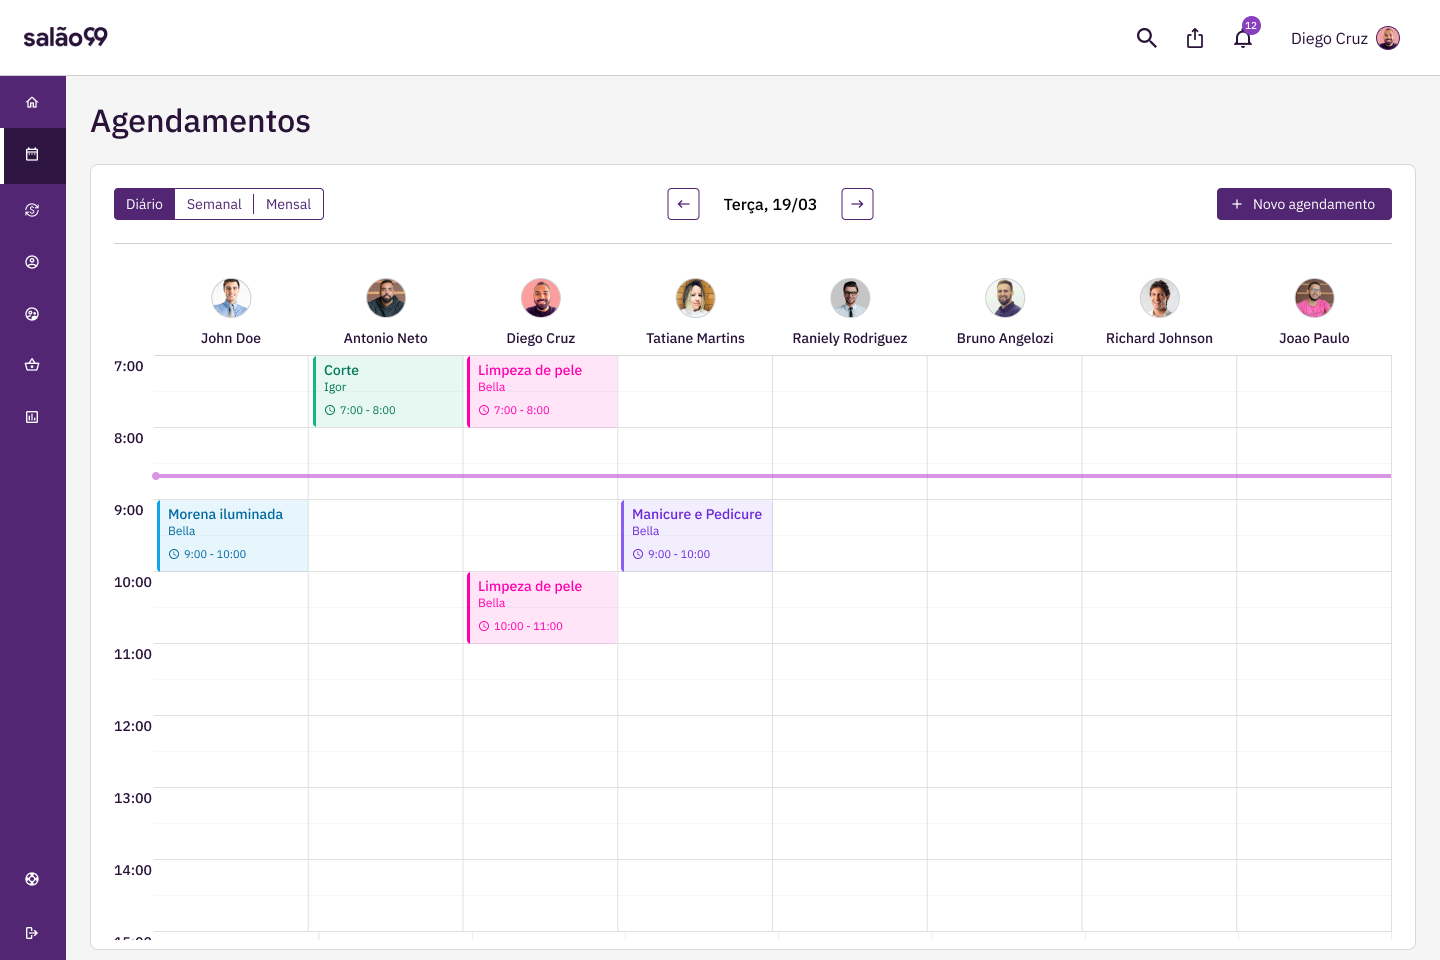 salão99
12
Diego Cruz
Agendamentos
Diário
Semanal
Mensal
Terça, 19/03
Novo agendamento
John Doe
Antonio Neto
Diego Cruz
Tatiane Martins
Raniely Rodriguez
Bruno Angelozi
Richard Johnson
Joao Paulo
7:00
Corte
Igor
7:00 - 8:00
Limpeza de pele
Bella
7:00 - 8:00
8:00
9:00
Morena iluminada
Bella
9:00 - 10:00
Manicure e Pedicure
Bella
9:00 - 10:00
10:00
Limpeza de pele
Bella
10:00 - 11:00
11:00
12:00
13:00
14:00
15:00